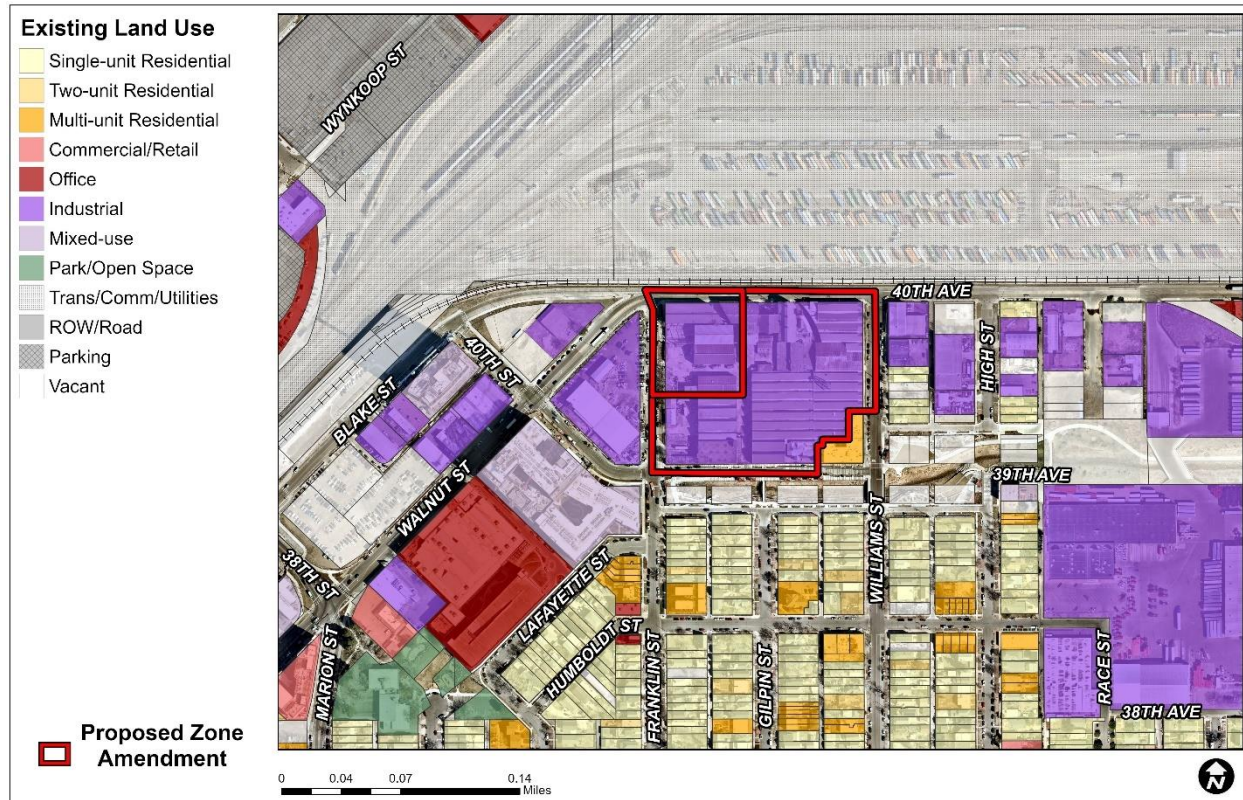 Existing Land Use
Single-unit Residential
Two-unit Residential
Multi-unit Residential
Commercial/Retail
Office
Industrial
Mixed-use
Park/Open Space
Trans/Comm/Utilities
ROW/Road
Parking
Vacant
Proposed Zone
Amendment
WYNKOOP ST
40TH AVE
40TH ST
HIGH ST
BLAKE ST
WALNUT ST
39TH AVE
38TH ST
LAFAYETTE ST
WILLIAMS ST
HUMBOLDT ST
MARION ST
FRANKLIN ST
GILPIN ST
RACE ST
38TH AVE
0 0.04 0.07 0.14
Miles
N